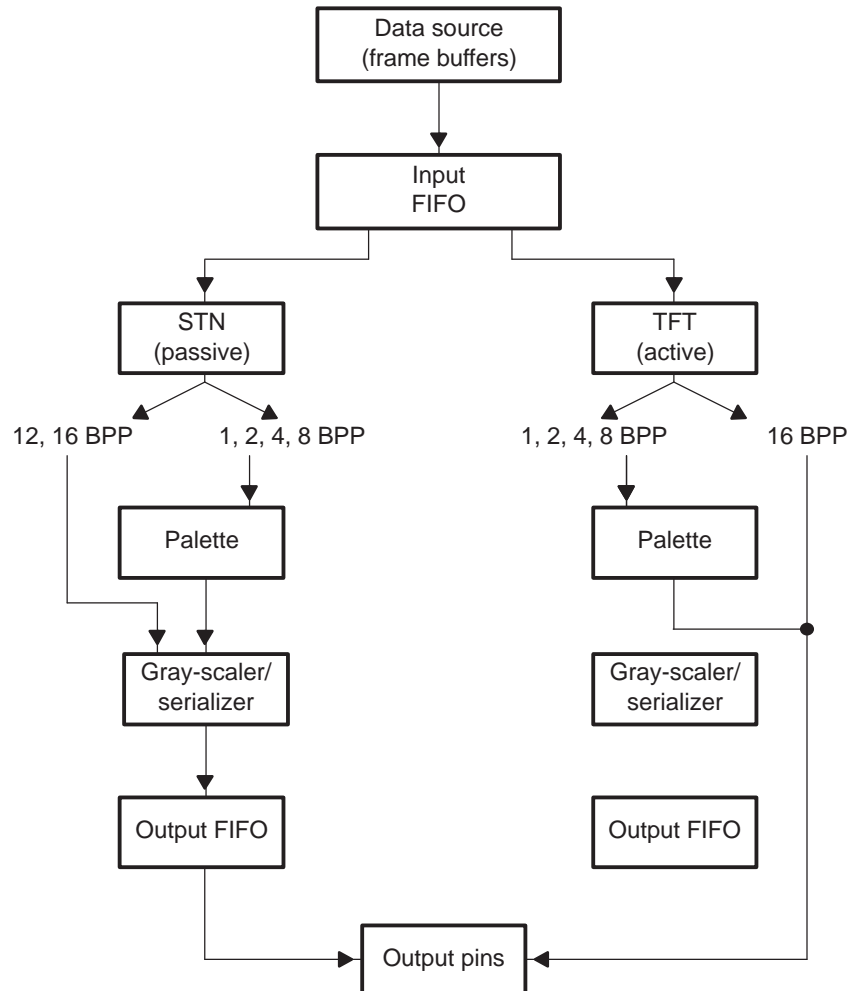 Data source
(frame buffers)
Input
FIFO
STN
(passive)
TFT
(active)
12, 16 BPP
1, 2, 4, 8 BPP
1, 2, 4, 8 BPP
16 BPP
Palette
Palette
Gray-scaler/
serializer
Gray-scaler/
serializer
Output FIFO
Output FIFO
Output pins